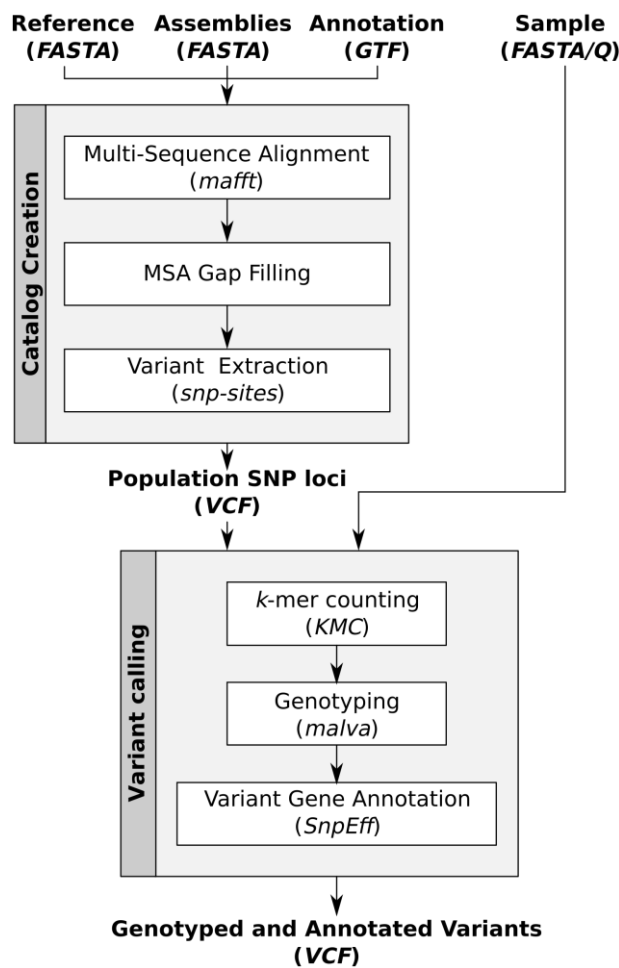 Reference Assemblies Annotation Sample
(FASTA) (FASTA) (GTF) (FASTA/Q)
Catalog Creation
Multi-Sequence Alignment
(mafft)
MSA Gap Filling
Variant Extraction
(snp-sites)
Population SNP loci
(VCF)
Variant calling
k-mer counting
(KMC)
Genotyping
(malva)
Variant Gene Annotation
(SnpEff)
Genotyped and Annotated Variants
(VCF)